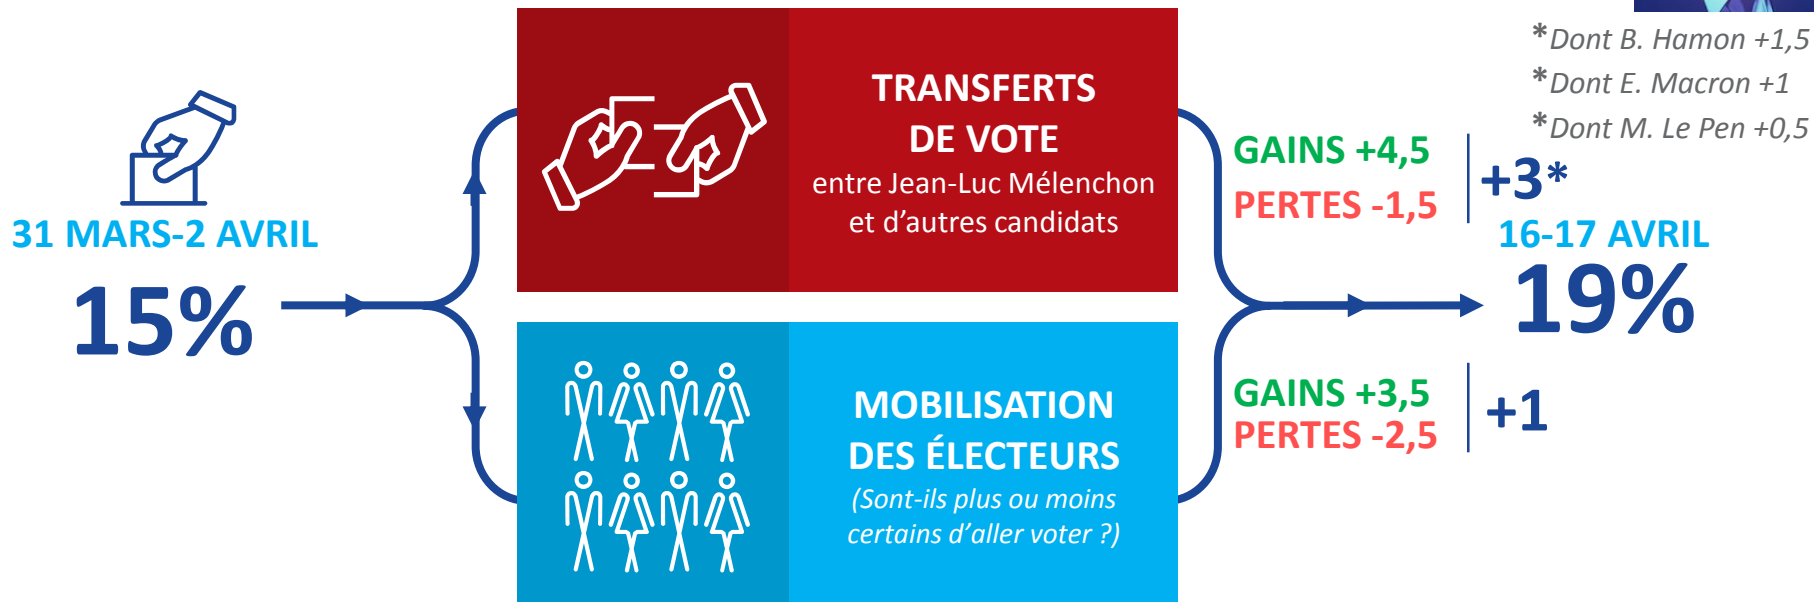 31 MARS-2 AVRIL
15%
TRANSFERTS
DE VOTE
entre Jean-Luc Mélenchon
et d'autres candidats
GAINS +4,5
PERTES -1,5
+3*
*Dont B. Hamon +1,5
*Dont E. Macron +1
*Dont M. Le Pen +0,5
MOBILISATION
DES ÉLECTEURS
(Sont-ils plus ou moins
certains d'aller voter ?)
GAINS +3,5
PERTES -2,5
+1
16-17 AVRIL
19%